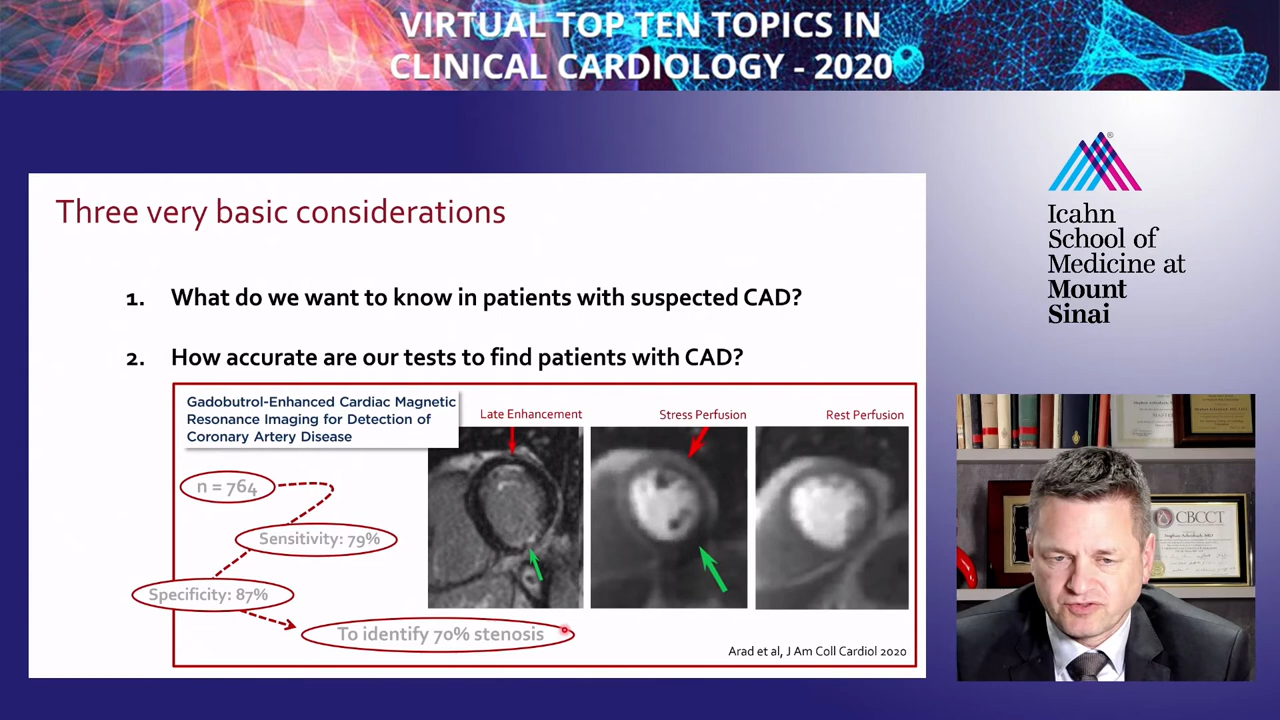 VIRTUAL TOP TEN TOPICS IN
CLINICAL CARDIOLOGY - 2020
Three very basic considerations
1. What do we want to know in patients with suspected CAD?
2. How accurate are our tests to find patients with CAD?
Gadobutrol-Enhanced Cardiac Magnetic
Resonance Imaging for Detection of
Coronary Artery Disease
Late Enhancement
Stress Perfusion
Rest Perfusion
n = 764
Sensitivity: 79%
Specificity: 87%
To identify 70% stenosis
Arad et al, J Am Coll Cardiol 2020
®
Icahn
School of
Medicine at
Mount
Sinai
CBCCT